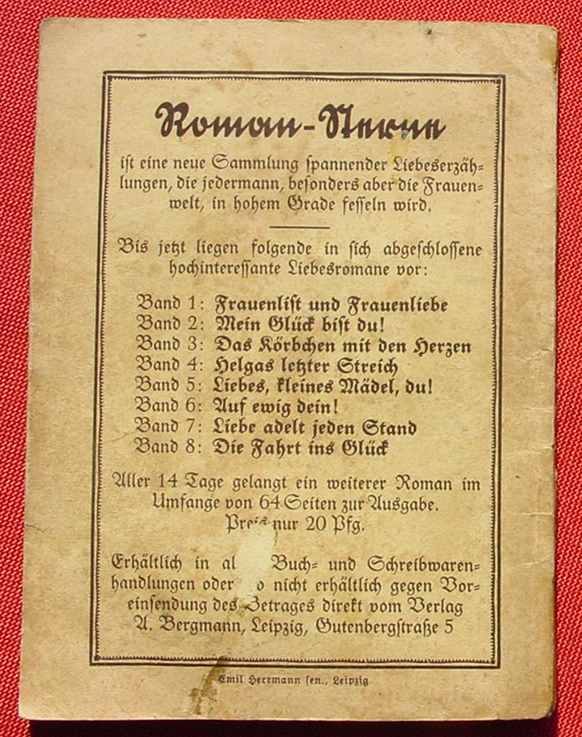 Roman-Sterne
ist eine neue Sammlung spannender Liebeserzäh-
lungen, die jedermann, besonders aber die Frauen-
welt, in hohem Grade fesseln wird.
Bis jetzt liegen folgende in sich abgeschlossene
hochinteressante Liebesromane vor:
Band 1: Frauenlist und Frauenliebe
Band 2: Mein Glück bist du!
Band 3: Das Körbchen mit den Herzen
Band 4: Helgas letzter Streich
Band 5: Liebes, kleines Mädel, du!
Band 6: Auf ewig dein!
Band 7: Liebe adelt jeden Stand
Band 8: Die Fahrt ins Glück
Aller 14 Tage gelangt ein weiterer Roman im
Umfange von 64 Seiten zur Ausgabe.
Preis nur 20 Pfg.
Erhältlich in al Buch- und Schreibwaren-
handlungen oder o nicht erhältlich gegen Vor-
einsendung des Betrages direkt vom Verlag
A. Bergmann, Leipzig, Gutenbergstraße 5
Emil Herrmann sen., Leipzig